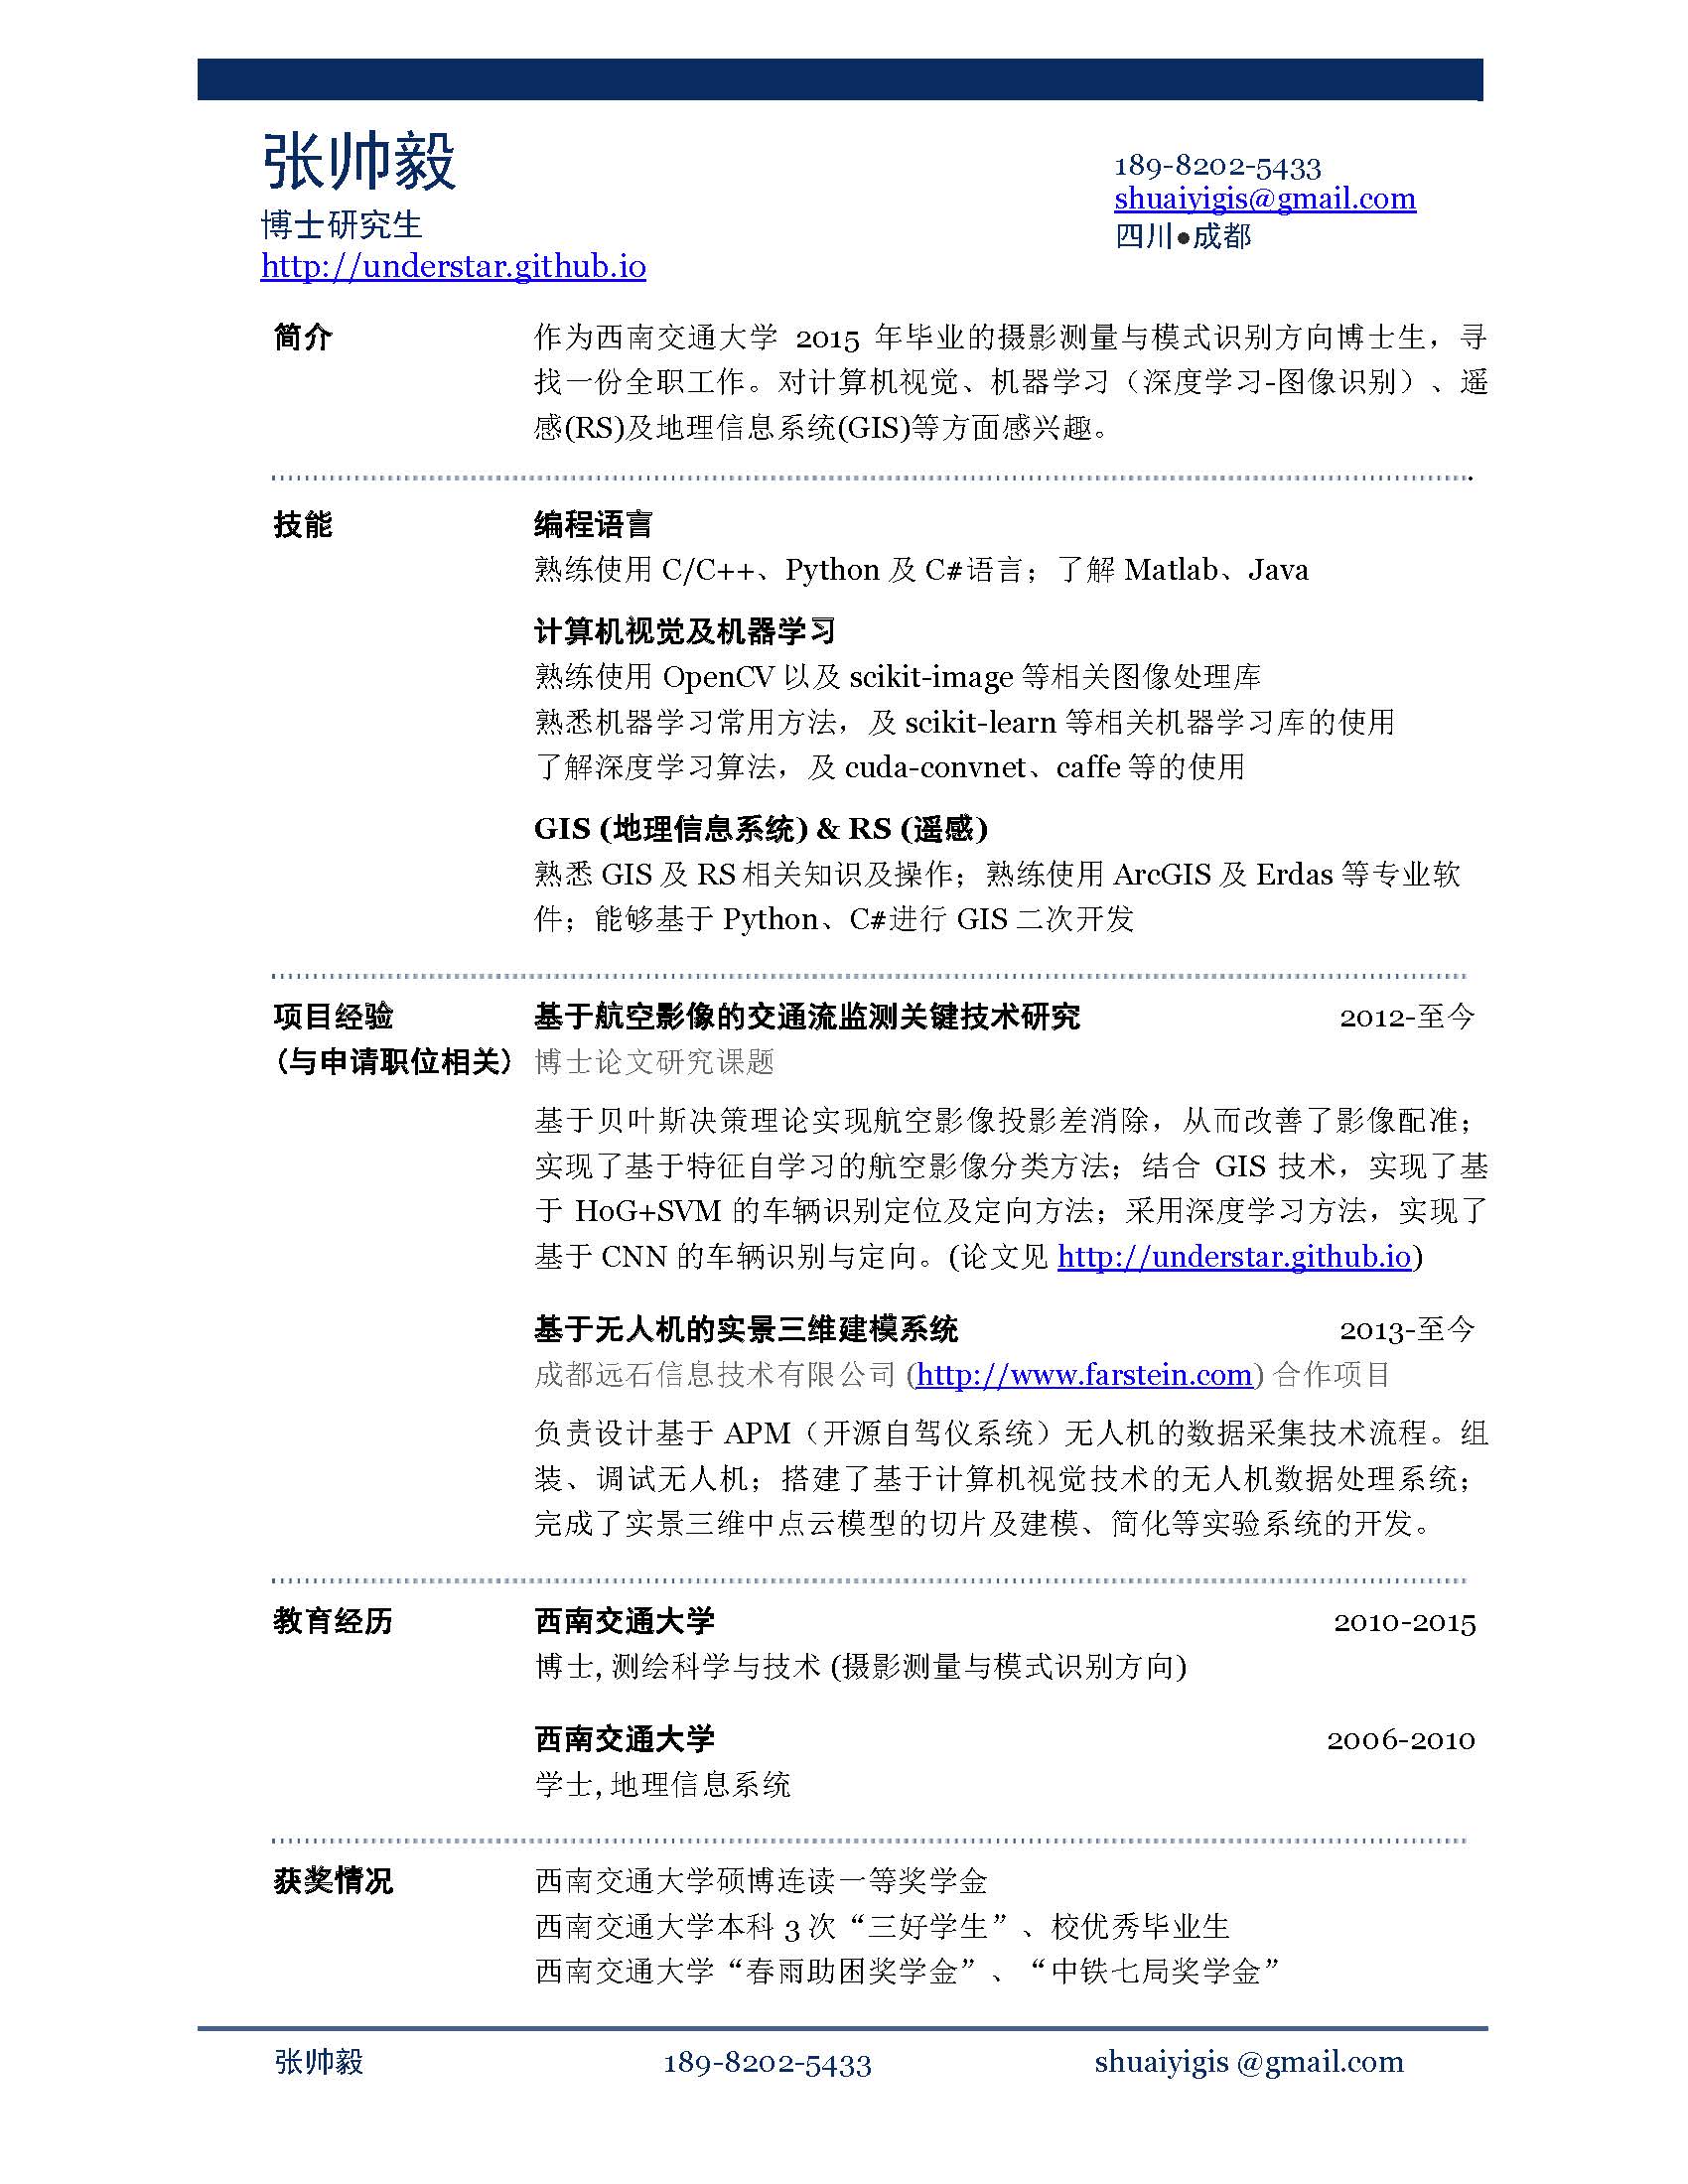 张帅毅
博士研究生
http://understar.github.io
189-8202-5433
shuaiyigis@gmail.com
四川●成都
简介
作为西南交通大学 2015 年毕业的摄影测量与模式识别方向博士生，寻
找一份全职工作。对计算机视觉、机器学习（深度学习-图像识别）、遥
感(RS)及地理信息系统(GIS)等方面感兴趣。
技能
编程语言
熟练使用 C/C++、Python 及 C#语言；了解 Matlab、Java
计算机视觉及机器学习
熟练使用 OpenCV 以及 scikit-image 等相关图像处理库
熟悉机器学习常用方法，及 scikit-learn 等相关机器学习库的使用
了解深度学习算法，及 cuda-convnet、caffe 等的使用
GIS (地理信息系统) & RS (遥感)
熟悉 GIS 及 RS 相关知识及操作；熟练使用 ArcGIS 及 Erdas 等专业软
件；能够基于 Python、C#进行 GIS 二次开发
项目经验
(与申请职位相关)
基于航空影像的交通流监测关键技术研究 2012-至今
博士论文研究课题
基于贝叶斯决策理论实现航空影像投影差消除，从而改善了影像配准；
实现了基于特征自学习的航空影像分类方法；结合 GIS 技术，实现了基
于 HoG+SVM 的车辆识别定位及定向方法；采用深度学习方法，实现了
基于 CNN 的车辆识别与定向。(论文见 http://understar.github.io)
基于无人机的实景三维建模系统 2013-至今
成都远石信息技术有限公司 (http://www.farstein.com) 合作项目
负责设计基于 APM（开源自驾仪系统）无人机的数据采集技术流程。组
装、调试无人机；搭建了基于计算机视觉技术的无人机数据处理系统；
完成了实景三维中点云模型的切片及建模、简化等实验系统的开发。
教育经历
西南交通大学 2010-2015
博士, 测绘科学与技术 (摄影测量与模式识别方向)
西南交通大学 2006-2010
学士, 地理信息系统
获奖情况
西南交通大学硕博连读一等奖学金
西南交通大学本科 3 次“三好学生”、校优秀毕业生
西南交通大学“春雨助困奖学金”、“中铁七局奖学金”
张帅毅 189-8202-5433 shuaiyigis @gmail.com